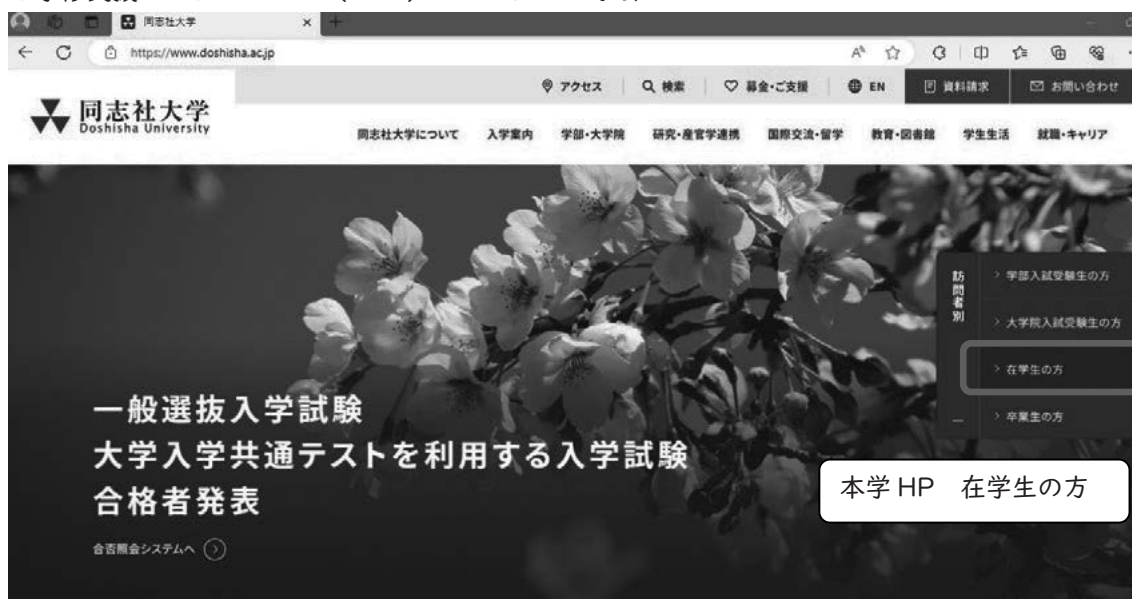 同志社大学
https://www.doshisha.ac.jp
アクセス 検索 募金・ご支援 EN 資料請求 お問い合わせ
同志社大学
Doshisha University
同志社大学について 入学案内 学部・大学院 研究・産官学連携 国際交流・留学 教育・図書館 学生生活 就職・キャリア
訪問者別
学部入試受験生の方
大学院入試受験生の方
在学生の方
卒業生の方
一般選抜入学試験
大学入学共通テストを利用する入学試験
合格者発表
合否照会システムへ
本学 HP 在学生の方